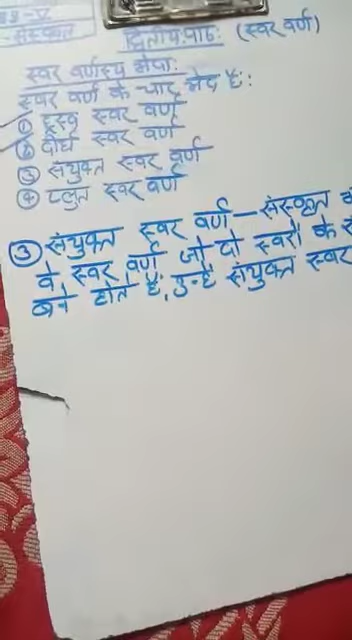 संस्कृत
द्वितीय:पाठ: (स्वर वर्ण)
स्वर वर्णस्य भेदा:
स्वर वर्ण के चार भेद हैं:
① ह्रस्व स्वर वर्ण
② दीर्घ स्वर वर्ण
③ संयुक्त स्वर वर्ण
④ प्लुत स्वर वर्ण
③ संयुक्त स्वर वर्ण — संस्कृत
वे स्वर वर्ण जो दो स्वरों के
बने होते हैं, उन्हें संयुक्त स्वर